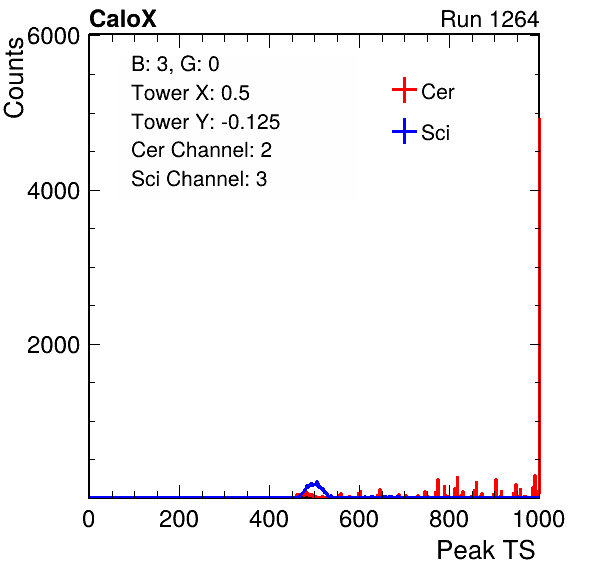 CaloX Run 1264
Counts
6000
4000
2000
B: 3, G: 0
Tower X: 0.5
Tower Y: -0.125
Cer Channel: 2
Sci Channel: 3
Cer
Sci
0 200 400 600 800 1000
Peak TS